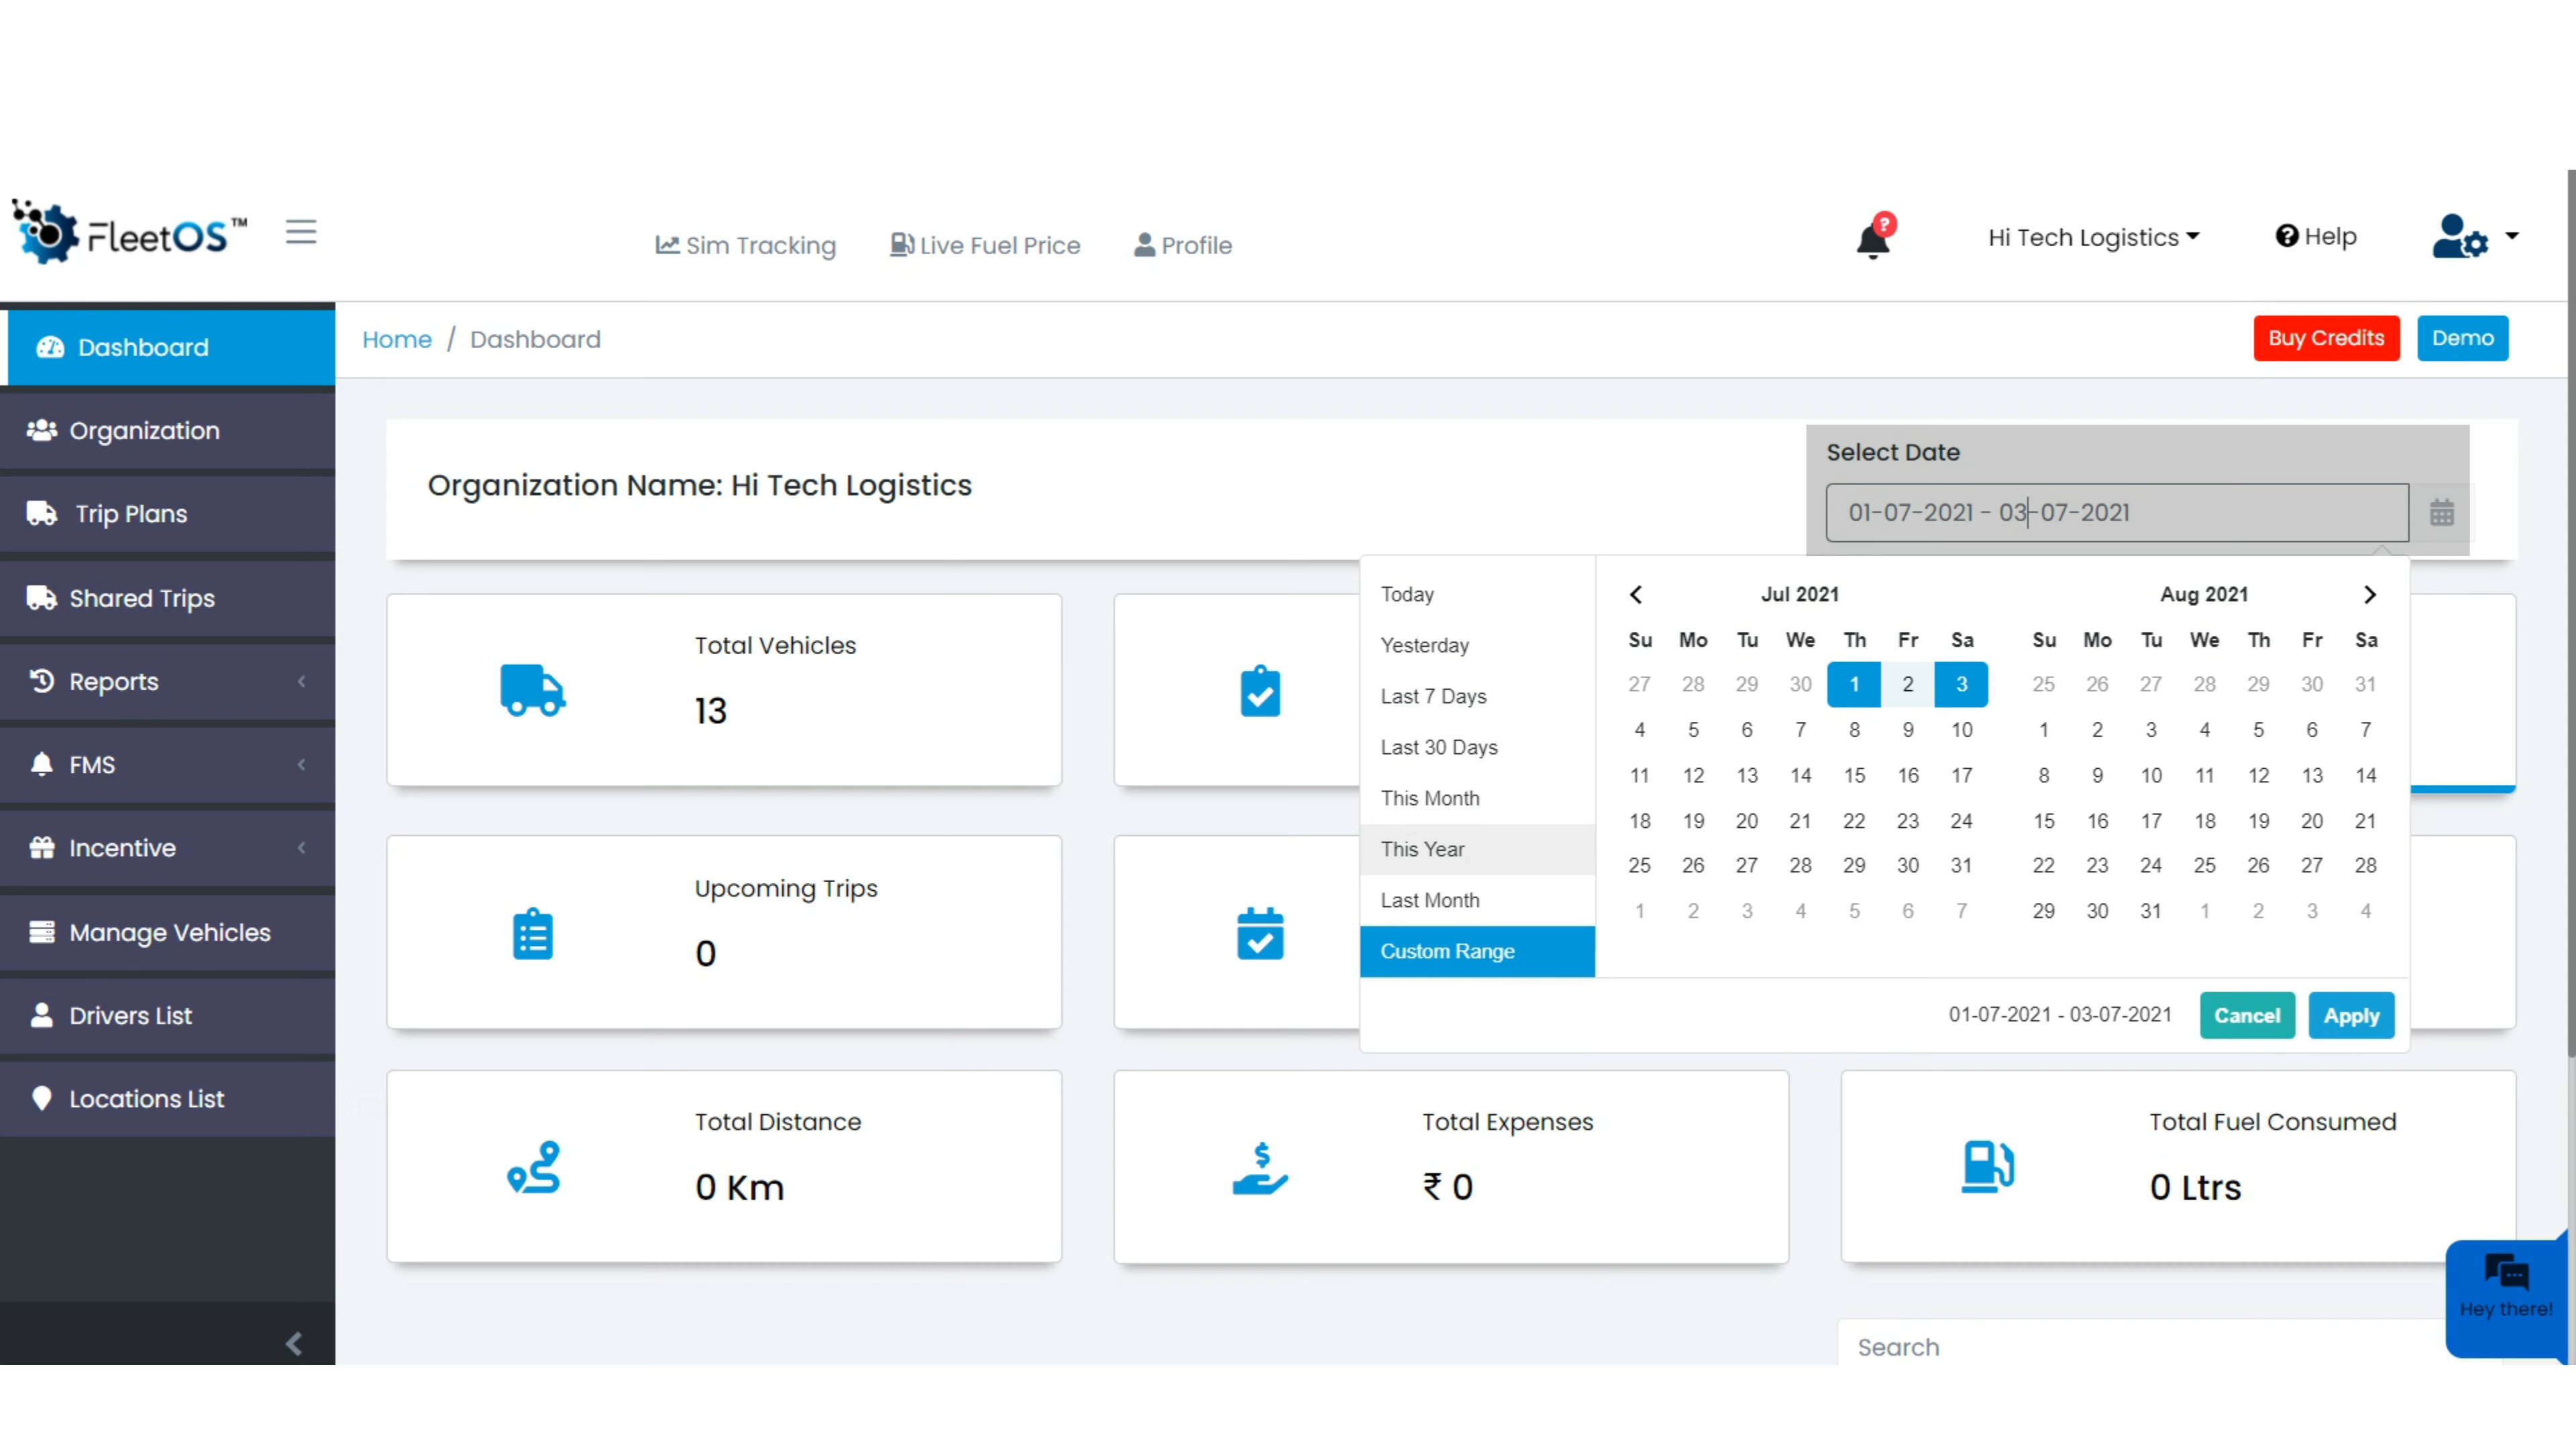 FleetOS™
Sim Tracking
Live Fuel Price
Profile
?
Hi Tech Logistics
Help
Dashboard
Organization
Trip Plans
Shared Trips
Reports
FMS
Incentive
Manage Vehicles
Drivers List
Locations List
Home / Dashboard
Buy Credits
Demo
Organization Name: Hi Tech Logistics
Select Date
01-07-2021 - 03-07-2021
Total Vehicles
13
Upcoming Trips
0
Today
Yesterday
Last 7 Days
Last 30 Days
This Month
This Year
Last Month
Custom Range
Jul 2021
Su Mo Tu We Th Fr Sa
27 28 29 30 1 2 3
4 5 6 7 8 9 10
11 12 13 14 15 16 17
18 19 20 21 22 23 24
25 26 27 28 29 30 31
1 2 3 4 5 6 7
Aug 2021
Su Mo Tu We Th Fr Sa
25 26 27 28 29 30 31
1 2 3 4 5 6 7
8 9 10 11 12 13 14
15 16 17 18 19 20 21
22 23 24 25 26 27 28
29 30 31 1 2 3 4
01-07-2021 - 03-07-2021
Cancel
Apply
Total Distance
0 Km
Total Expenses
₹ 0
Total Fuel Consumed
0 Ltrs
Hey there!
Search